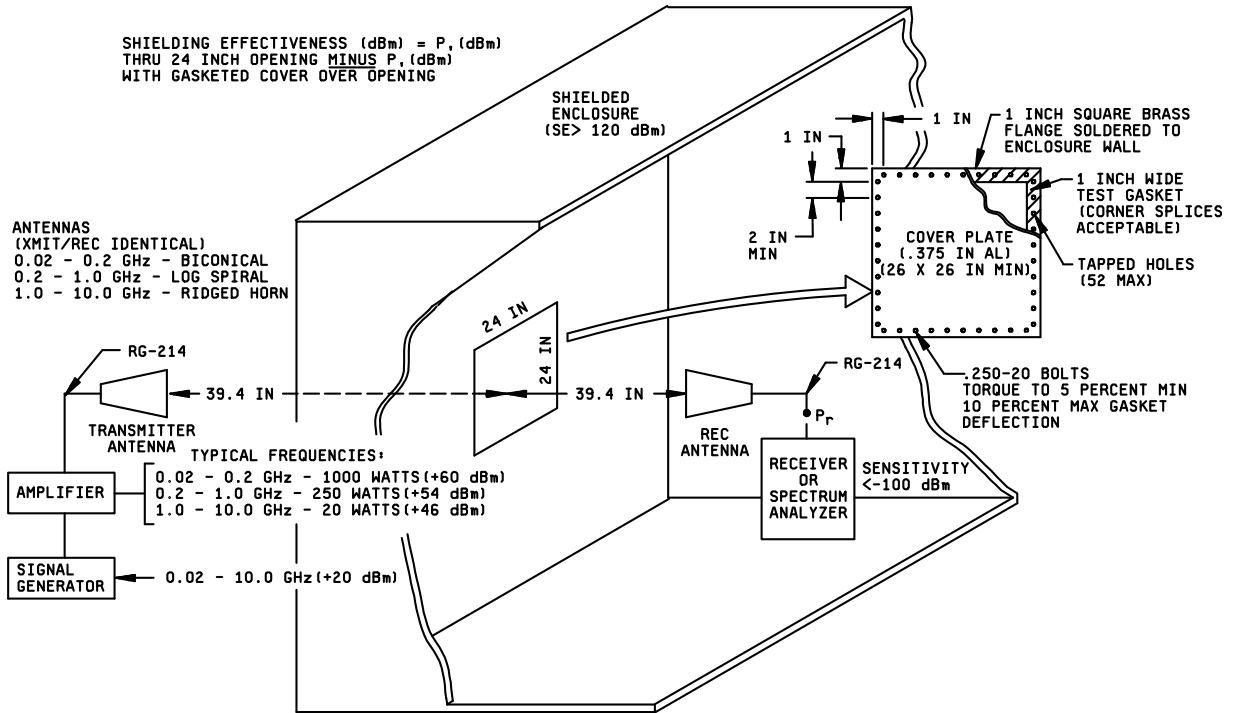 SHIELDING EFFECTIVENESS (dBm) = P, (dBm)
THRU 24 INCH OPENING MINUS P, (dBm)
WITH GASKETED COVER OVER OPENING
SHIELDED
ENCLOSURE
(SE> 120 dBm)
1 IN
1 IN
2 IN
MIN
1 INCH SQUARE BRASS
FLANGE SOLDERED TO
ENCLOSURE WALL
1 INCH WIDE
TEST GASKET
(CORNER SPLICES
ACCEPTABLE)
COVER PLATE
(.375 IN AL)
(26 X 26 IN MIN)
TAPPED HOLES
(52 MAX)
ANTENNAS
(XMIT/REC IDENTICAL)
0.02 - 0.2 GHz - BICONICAL
0.2 - 1.0 GHz - LOG SPIRAL
1.0 - 10.0 GHz - RIDGED HORN
24 IN
24 IN
RG-214
39.4 IN
39.4 IN
RG-214
Pr
.250-20 BOLTS
TORQUE TO 5 PERCENT MIN
10 PERCENT MAX GASKET
DEFLECTION
TRANSMITTER
ANTENNA
REC
ANTENNA
TYPICAL FREQUENCIES:
0.02 - 0.2 GHz - 1000 WATTS (+60 dBm)
0.2 - 1.0 GHz - 250 WATTS (+54 dBm)
1.0 - 10.0 GHz - 20 WATTS (+46 dBm)
AMPLIFIER
RECEIVER
OR
SPECTRUM
ANALYZER
SENSITIVITY
<-100 dBm
SIGNAL
GENERATOR
0.02 - 10.0 GHz (+20 dBm)